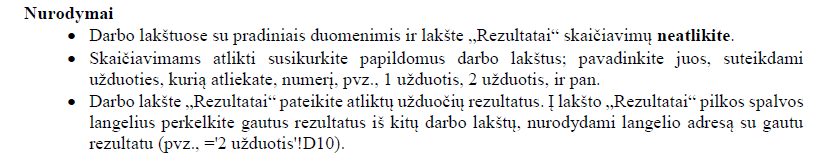 Nurodymai
• Darbo lakštuose su pradiniais duomenimis ir lakšte „Rezultatai“ skaičiavimų neatlikite.
• Skaičiavimams atlikti susikurkite papildomus darbo lakštus; pavadinkite juos, suteikdami
užduoties, kurią atliekate, numerį, pvz., 1 užduotis, 2 užduotis, ir pan.
• Darbo lakšte „Rezultatai“ pateikite atliktų užduočių rezultatus. Į lakšto „Rezultatai“ pilkos spalvos
langelius perkelkite gautus rezultatus iš kitų darbo lakštų, nurodydami langelio adresą su gautu
rezultatu (pvz., ='2 užduotis'!D10).